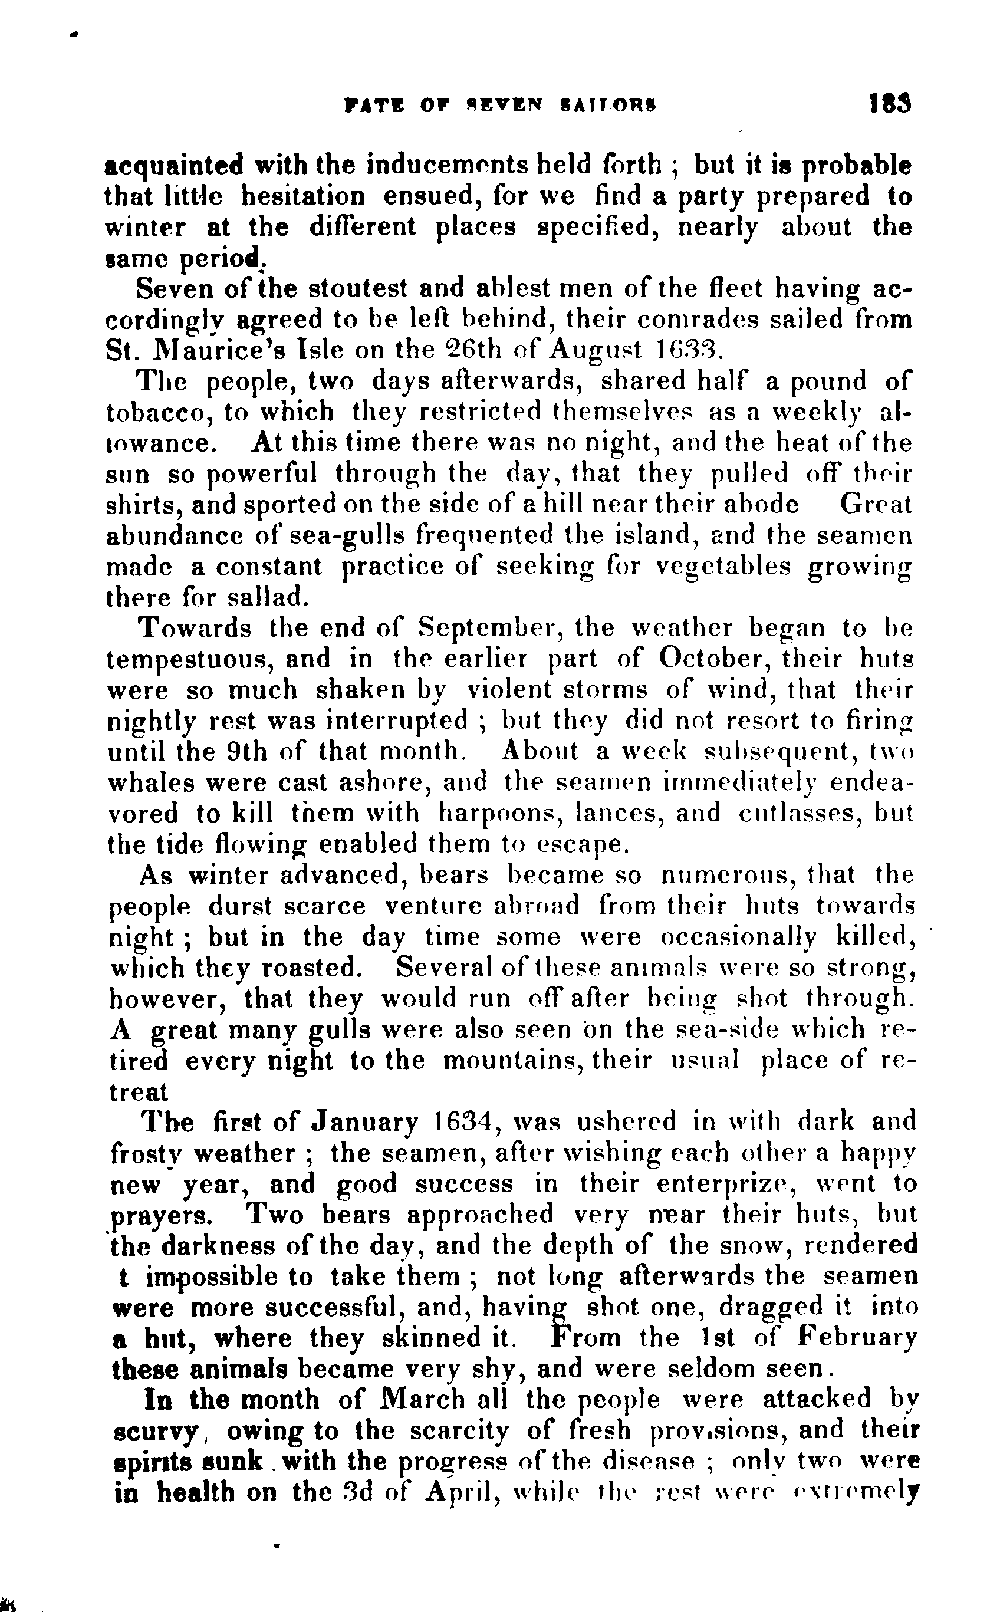 FATE OF SEVEN SAILORS 183
acquainted with the inducements held forth ; but it is probable
that little hesitation ensued, for we find a party prepared to
winter at the different places specified, nearly about the
same period.
Seven of the stoutest and ablest men of the fleet having ac-
cordingly agreed to be left behind, their comrades sailed from
St. Maurice's Isle on the 26th of August 1633.
The people, two days afterwards, shared half a pound of
tobacco, to which they restricted themselves as a weekly al-
lowance. At this time there was no night, and the heat of the
sun so powerful through the day, that they pulled off their
shirts, and sported on the side of a hill near their abode Great
abundance of sea-gulls frequented the island, and the seamen
made a constant practice of seeking for vegetables growing
there for sallad.
Towards the end of September, the weather began to be
tempestuous, and in the earlier part of October, their huts
were so much shaken by violent storms of wind, that their
nightly rest was interrupted ; but they did not resort to firing
until the 9th of that month. About a week subsequent, two
whales were cast ashore, and the seamen immediately endea-
vored to kill them with harpoons, lances, and cutlasses, but
the tide flowing enabled them to escape.
As winter advanced, bears became so numerous, that the
people durst scarce venture abroad from their huts towards
night ; but in the day time some were occasionally killed,
which they roasted. Several of these animals were so strong,
however, that they would run off after being shot through.
A great many gulls were also seen on the sea-side which re-
tired every night to the mountains, their usual place of re-
treat
The first of January 1634, was ushered in with dark and
frosty weather ; the seamen, after wishing each other a happy
new year, and good success in their enterprize, went to
prayers. Two bears approached very near their huts, but
the darkness of the day, and the depth of the snow, rendered
t impossible to take them ; not long afterwards the seamen
were more successful, and, having shot one, dragged it into
a hut, where they skinned it. From the 1st of February
these animals became very shy, and were seldom seen.
In the month of March all the people were attacked by
scurvy, owing to the scarcity of fresh provisions, and their
spirits sunk with the progress of the disease ; only two were
in health on the 3d of April, while the rest were extremely